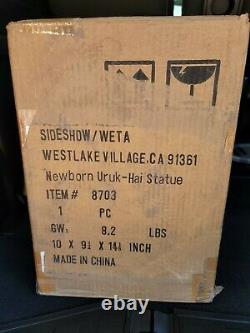 SIDESHOW/WETA
WESTLAKE VILLAGE.CA 91361
Newborn Uruk-Hai Statue
ITEM# 8703
1 PC
GW: 8.2 LBS
10 X 9½ X 14¾ INCH
MADE IN CHINA